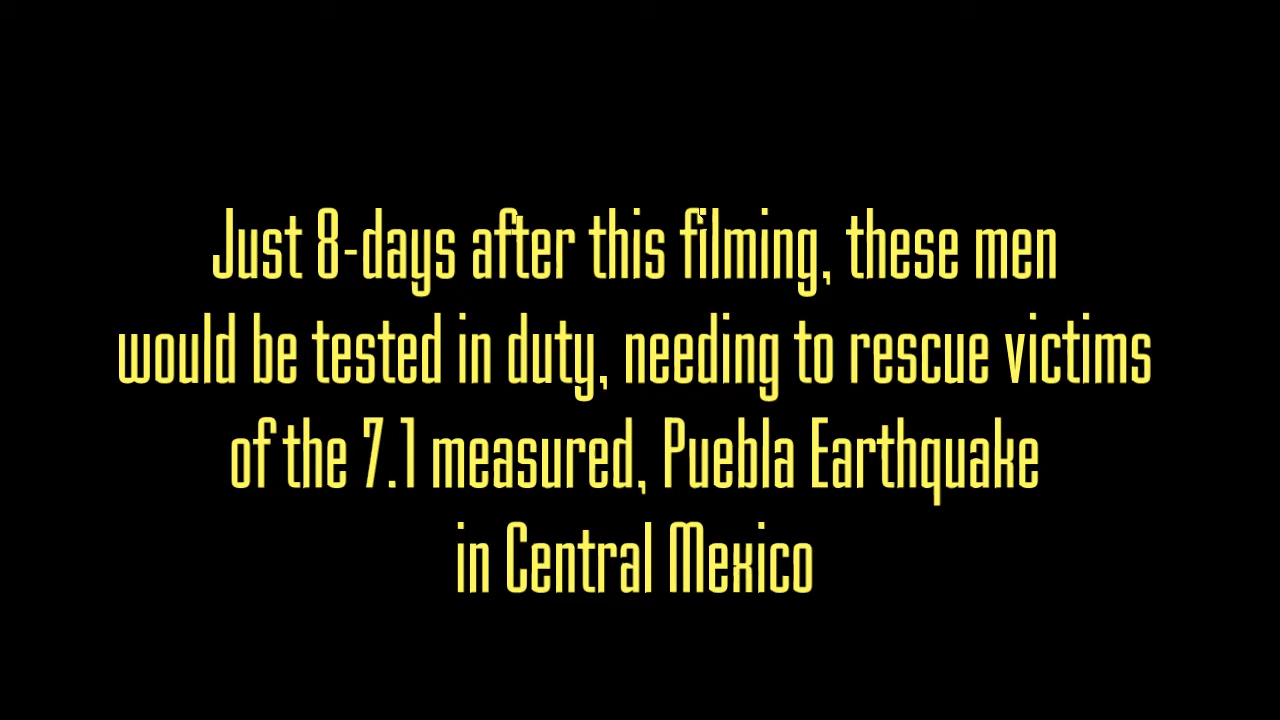 Just 8-days after this filming, these men
would be tested in duty, needing to rescue victims
of the 7.1 measured, Puebla Earthquake
in Central Mexico